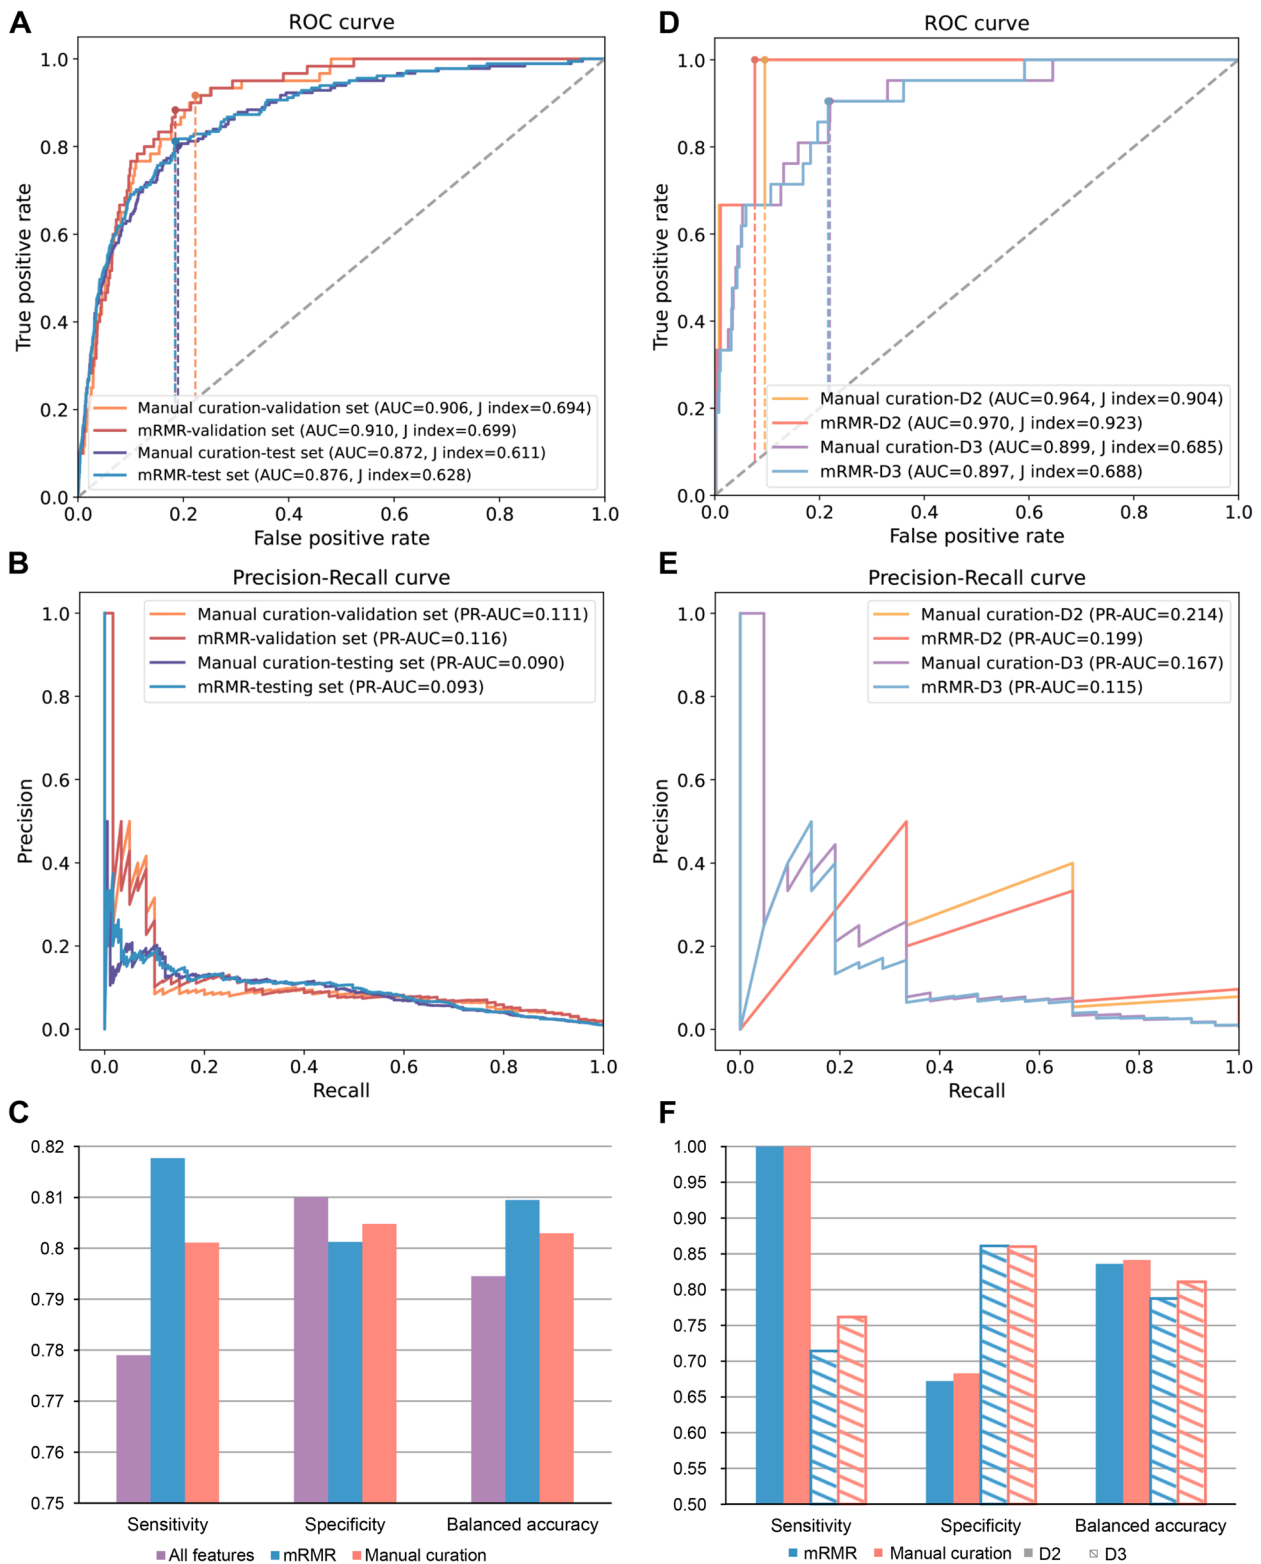 A
ROC curve
1.0
0.8
0.6
0.4
0.2
0.0
True positive rate
Manual curation-validation set (AUC=0.906, J index=0.694)
mRMR-validation set (AUC=0.910, J index=0.699)
Manual curation-test set (AUC=0.872, J index=0.611)
mRMR-test set (AUC=0.876, J index=0.628)
0.0 0.2 0.4 0.6 0.8 1.0
False positive rate
D
ROC curve
1.0
0.8
0.6
0.4
0.2
0.0
True positive rate
Manual curation-D2 (AUC=0.964, J index=0.904)
mRMR-D2 (AUC=0.970, J index=0.923)
Manual curation-D3 (AUC=0.899, J index=0.685)
mRMR-D3 (AUC=0.897, J index=0.688)
0.0 0.2 0.4 0.6 0.8 1.0
False positive rate
B
Precision-Recall curve
1.0
0.8
0.6
0.4
0.2
0.0
Precision
Manual curation-validation set (PR-AUC=0.111)
mRMR-validation set (PR-AUC=0.116)
Manual curation-testing set (PR-AUC=0.090)
mRMR-testing set (PR-AUC=0.093)
0.0 0.2 0.4 0.6 0.8 1.0
Recall
E
Precision-Recall curve
1.0
0.8
0.6
0.4
0.2
0.0
Precision
Manual curation-D2 (PR-AUC=0.214)
mRMR-D2 (PR-AUC=0.199)
Manual curation-D3 (PR-AUC=0.167)
mRMR-D3 (PR-AUC=0.115)
0.0 0.2 0.4 0.6 0.8 1.0
Recall
C
0.82
0.81
0.8
0.79
0.78
0.77
0.76
0.75
Sensitivity Specificity Balanced accuracy
All features mRMR Manual curation
F
1.00
0.95
0.90
0.85
0.80
0.75
0.70
0.65
0.60
0.55
0.50
Sensitivity Specificity Balanced accuracy
mRMR Manual curation D2 D3